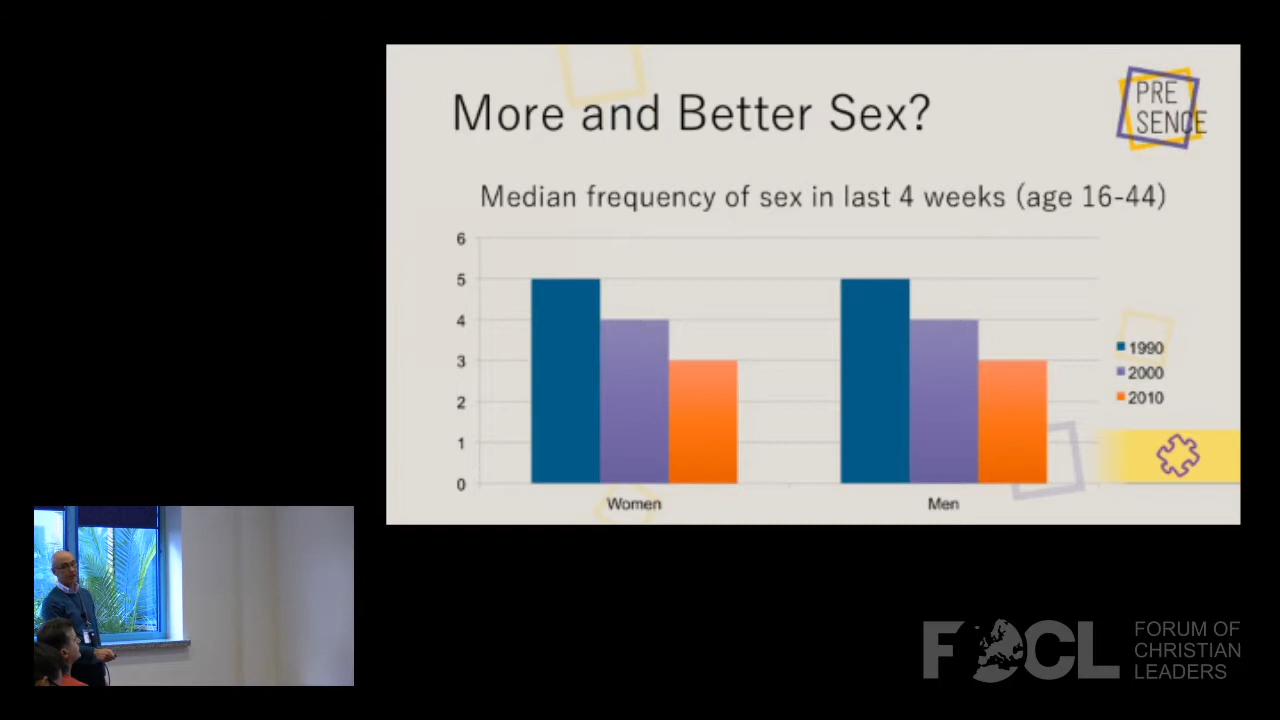 More and Better Sex?
PRE
SENCE
Median frequency of sex in last 4 weeks (age 16-44)
6
5
4
3
2
1
0
Women
Men
1990
2000
2010
FOCL
FORUM OF
CHRISTIAN
LEADERS